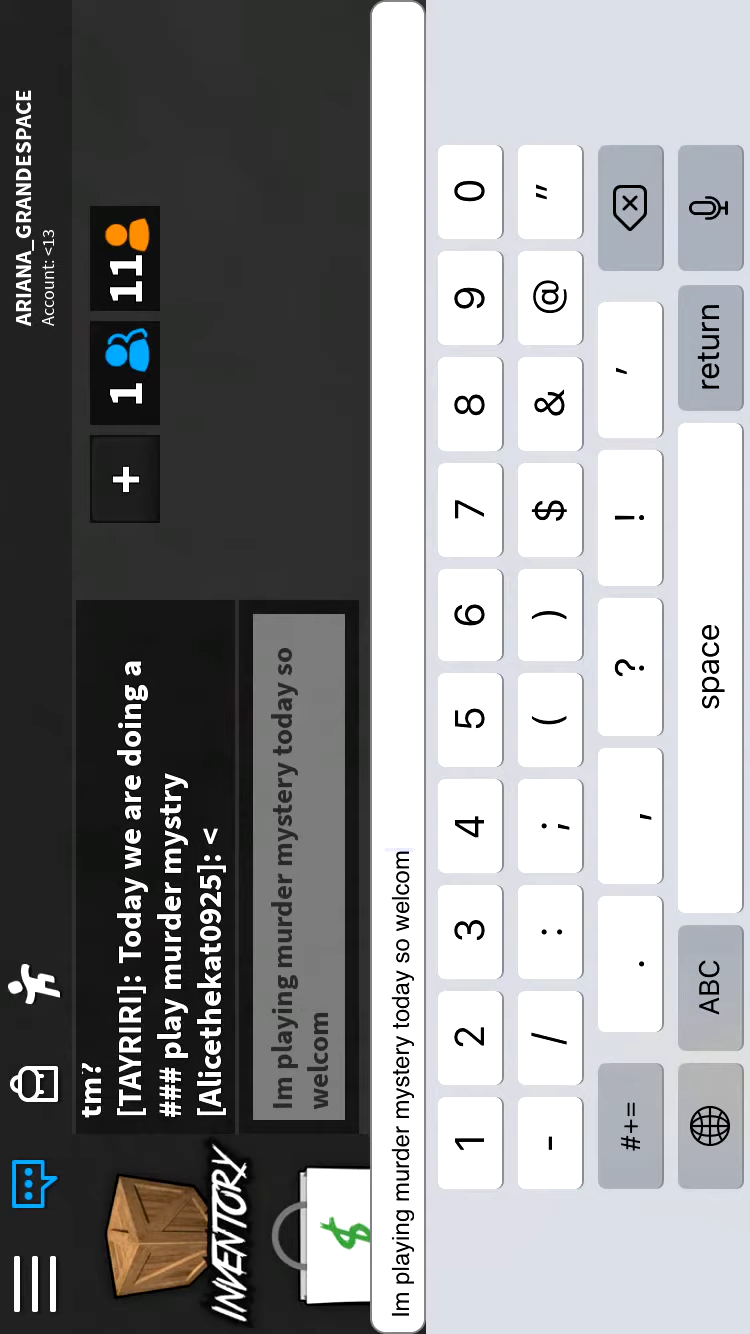 ARIANA_GRANDESPACE
Account: <13
+
1
11
tm?
[TAYRIRI]: Today we are doing a
### play murder mystry
[Alicethekat0925]: <
Im playing murder mystery today so
welcom
INVENTORY
$
Im playing murder mystery today so welcom
1 2 3 4 5 6 7 8 9 0
- / : ; ( ) $ & @ "
#+= . , ? ! '
ABC space return